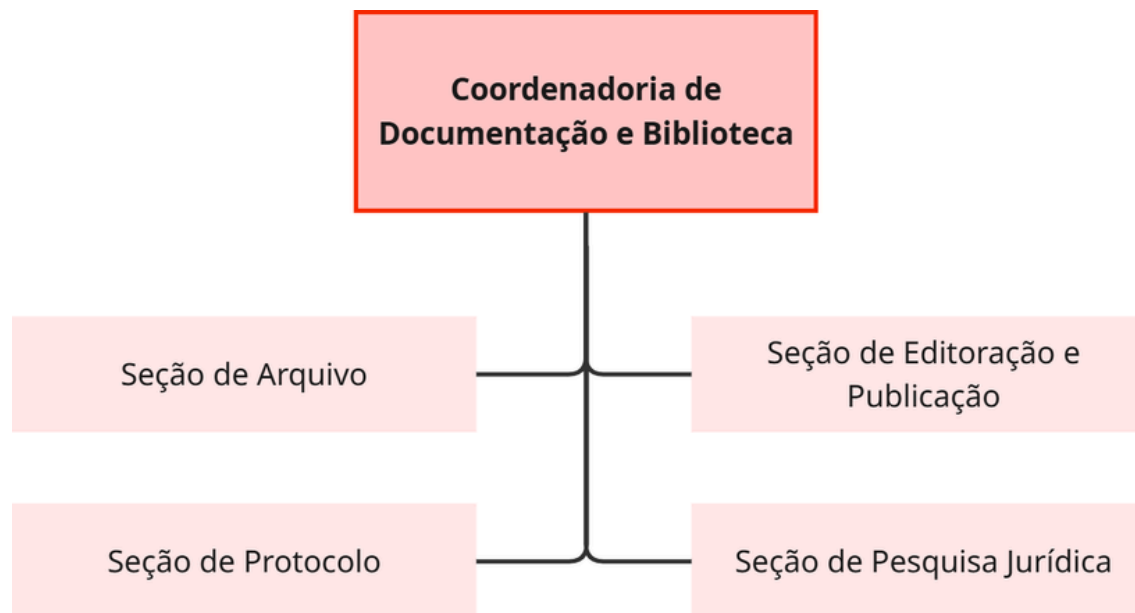 Coordenadoria de
Documentação e Biblioteca
Seção de Arquivo
Seção de Editoração e
Publicação
Seção de Protocolo
Seção de Pesquisa Jurídica